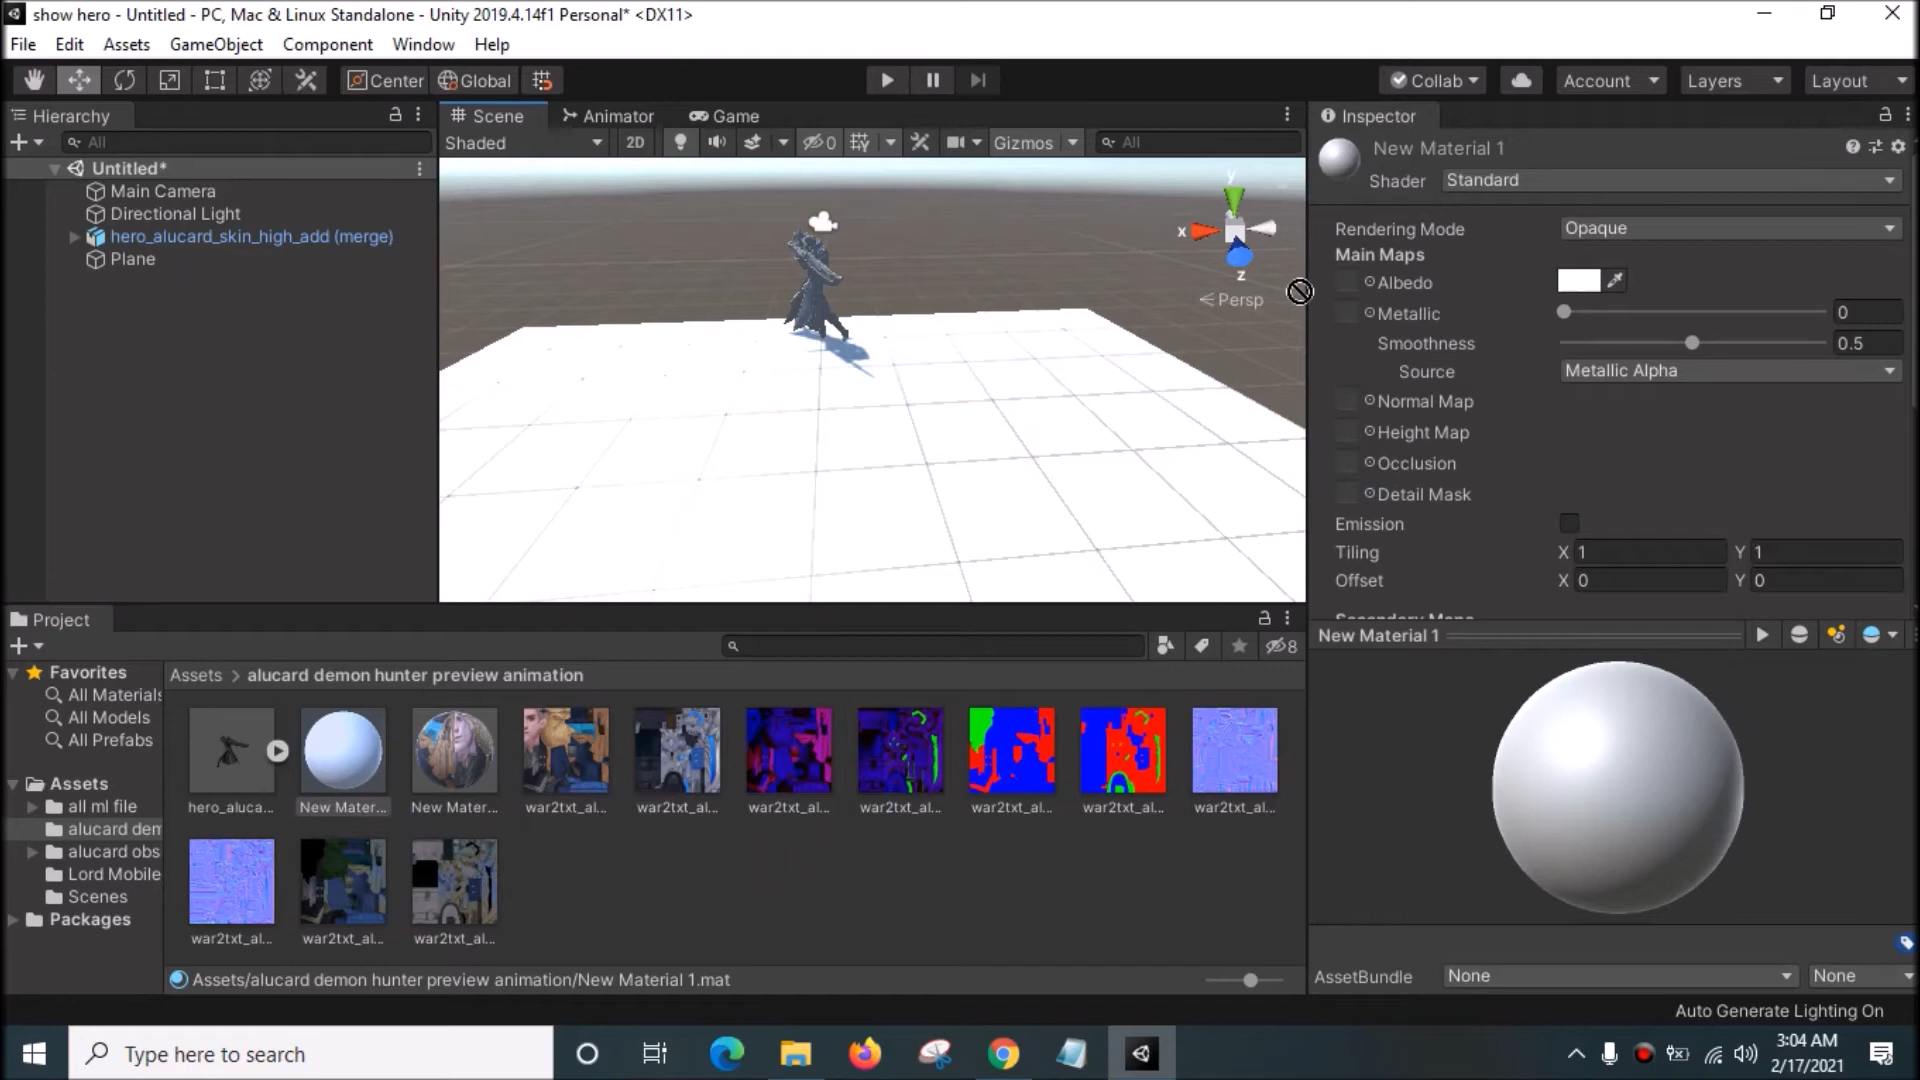 show hero - Untitled - PC, Mac & Linux Standalone - Unity 2019.4.14f1 Personal* <DX11>
File Edit Assets GameObject Component Window Help
Center Global Collab Account Layers Layout
Hierarchy Scene Animator Game Inspector
All Shaded 2D 0 Gizmos All New Material 1
Shader Standard
Untitled*
Main Camera
Directional Light
hero_alucard_skin_high_add (merge)
Plane
y
x
z
Persp
Rendering Mode Opaque
Main Maps
Albedo
Metallic 0
Smoothness 0.5
Source Metallic Alpha
Normal Map
Height Map
Occlusion
Detail Mask
Emission
Tiling X 1 Y 1
Offset X 0 Y 0
Project
New Material 1
8
Favorites
All Materials
All Models
All Prefabs
Assets
all ml file
alucard dem
alucard obs
Lord Mobile
Scenes
Packages
Assets > alucard demon hunter preview animation
hero_aluca... New Mater... New Mater... war2txt_al... war2txt_al... war2txt_al... war2txt_al... war2txt_al... war2txt_al... war2txt_al...
war2txt_al... war2txt_al... war2txt_al...
Assets/alucard demon hunter preview animation/New Material 1.mat
AssetBundle None None
Auto Generate Lighting On
Type here to search
3:04 AM
2/17/2021